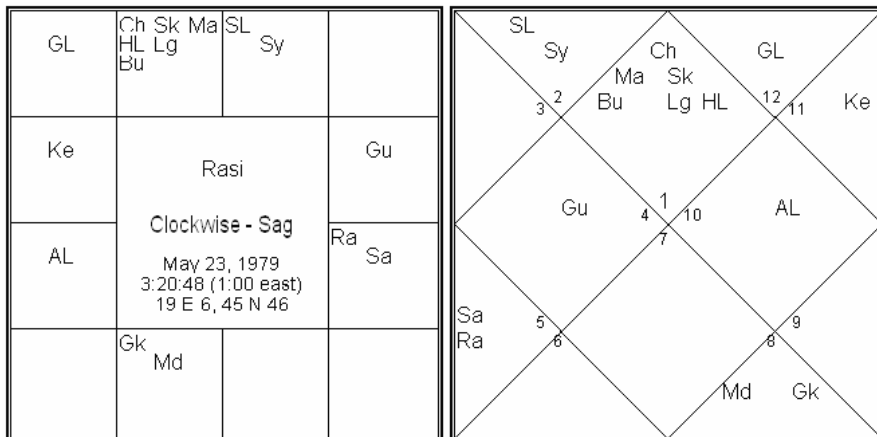 GL
Ch Sk Ma
HL Lg
Bu
SL
Sy
Ke
Gu
Rasi
Clockwise - Sag
May 23, 1979
3:20:48 (1:00 east)
19 E 6, 45 N 46
AL
Ra
Sa
Gk
Md
SL
Sy
Ch
GL
Ma
Sk
Bu
Lg HL
3
2
12
11
Ke
Gu
4
1
10
7
AL
Sa
Ra
5
6
9
8
Md
Gk